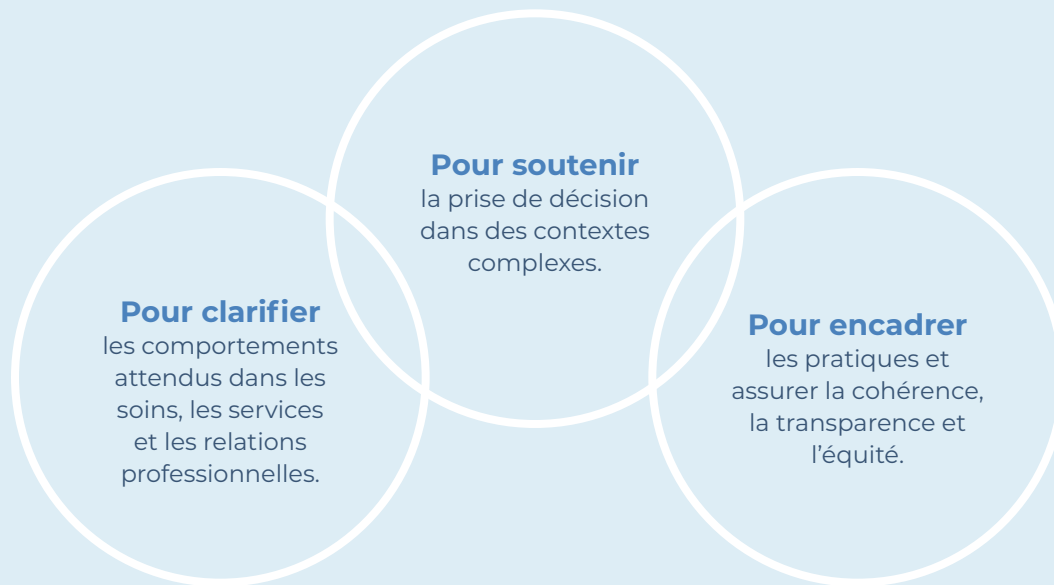 Pour clarifier
les comportements
attendus dans les
soins, les services
et les relations
professionnelles.
Pour soutenir
la prise de décision
dans des contextes
complexes.
Pour encadrer
les pratiques et
assurer la cohérence,
la transparence et
l’équité.